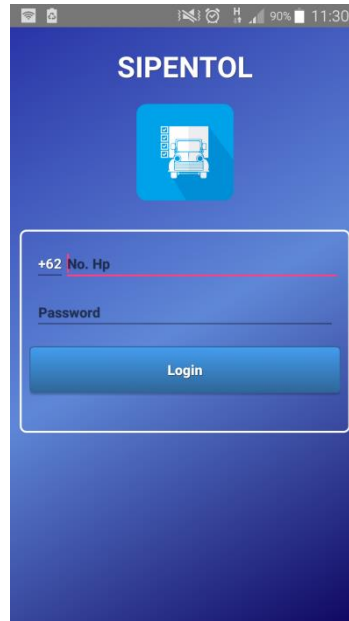 H 90% 11:30
SIPENTOL
+62 No. Hp
Password
Login